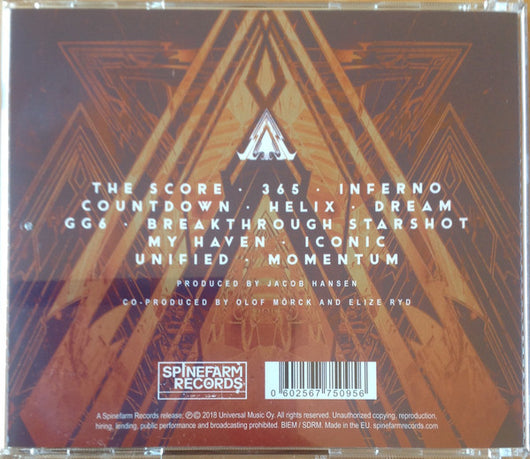 THE SCORE · 365 · INFERNO
COUNTDOWN · HELIX · DREAM
GG6 · BREAKTHROUGH STARSHOT
MY HAVEN · ICONIC
UNIFIED · MOMENTUM
PRODUCED BY JACOB HANSEN
CO-PRODUCED BY OLOF MÖRCK AND ELIZE RYD
SPINEFARM
RECORDS
0 602567 750956
A Spinefarm Records release, ℗© 2018 Universal Music Oy. All rights reserved. Unauthorized copying, reproduction,
hiring, lending, public performance and broadcasting prohibited. BIEM / SDRM. Made in the EU. spinefarmrecords.com